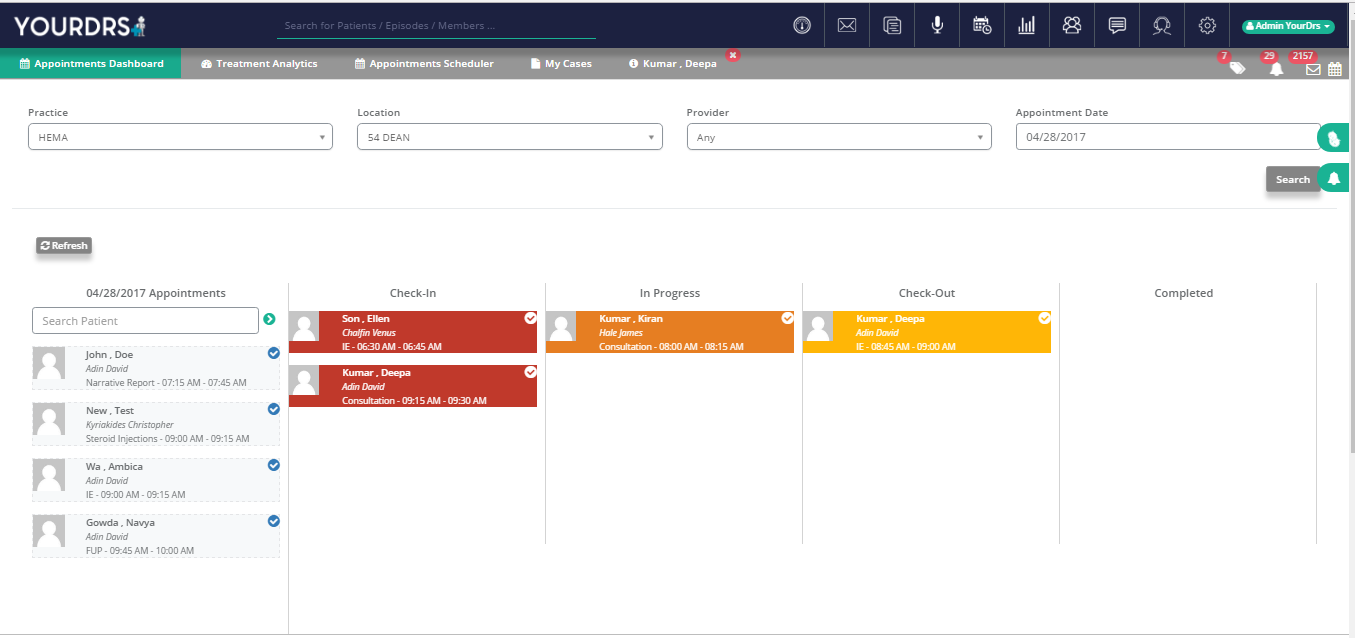 YOURDRS
Search for Patients / Episodes / Members ...
Admin YourDrs
Appointments Dashboard
Treatment Analytics
Appointments Scheduler
My Cases
Kumar , Deepa
7
29
2157
Practice
HEMA
Location
54 DEAN
Provider
Any
Appointment Date
04/28/2017
Search
Refresh
04/28/2017 Appointments
Search Patient
John , Doe
Adin David
Narrative Report - 07:15 AM - 07:45 AM
New , Test
Kyriakides Christopher
Steroid Injections - 09:00 AM - 09:15 AM
Wa , Ambica
Adin David
IE - 09:00 AM - 09:15 AM
Gowda , Navya
Adin David
FUP - 09:45 AM - 10:00 AM
Check-In
Son , Ellen
Chalfin Venus
IE - 06:30 AM - 06:45 AM
Kumar , Deepa
Adin David
Consultation - 09:15 AM - 09:30 AM
In Progress
Kumar , Kiran
Hale James
Consultation - 08:00 AM - 08:15 AM
Check-Out
Kumar , Deepa
Adin David
IE - 08:45 AM - 09:00 AM
Completed